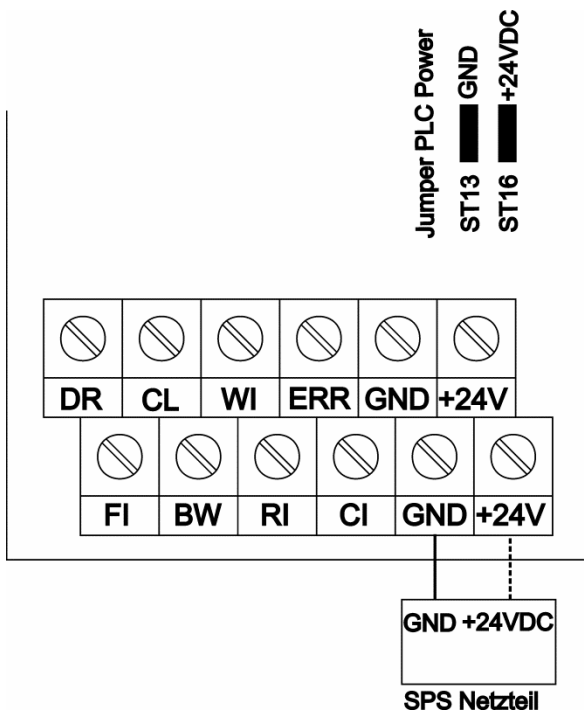 Jumper PLC Power
ST13 GND
ST16 +24VDC
DR CL WI ERR GND +24V
FI BW RI CI GND +24V
GND +24VDC
SPS Netzteil